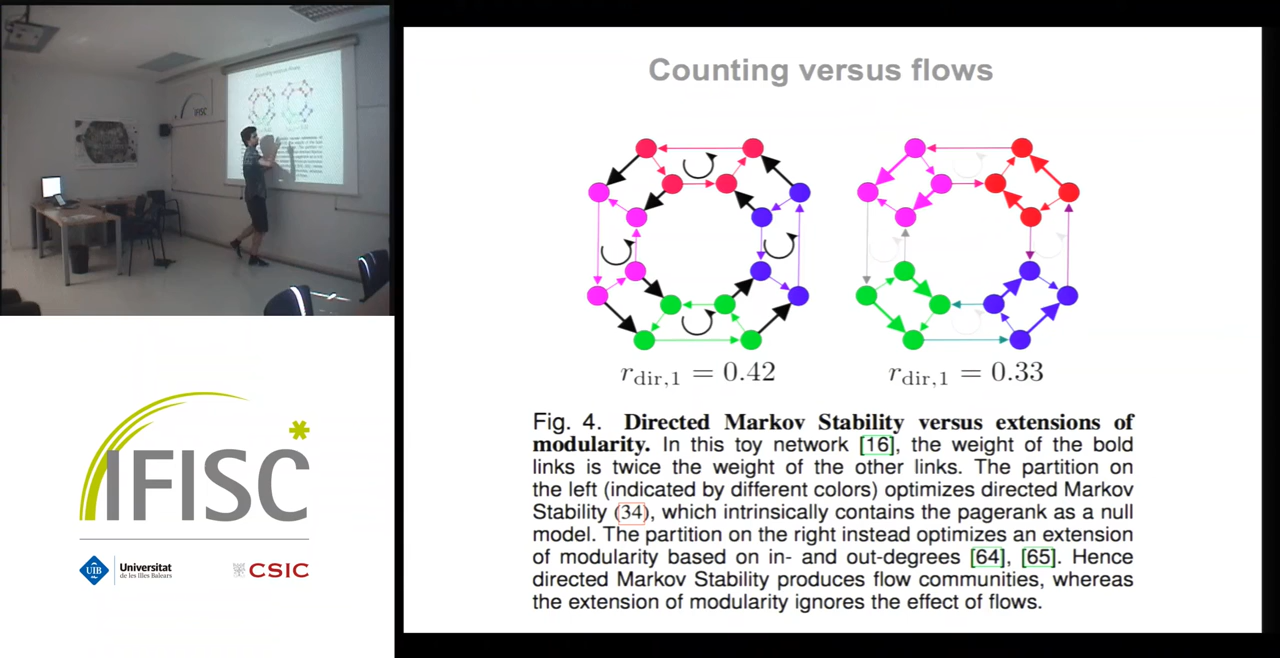 Counting versus flows
r_dir,1 = 0.42
r_dir,1 = 0.33
Fig. 4. Directed Markov Stability versus extensions of
modularity. In this toy network [16], the weight of the bold
links is twice the weight of the other links. The partition on
the left (indicated by different colors) optimizes directed Markov
Stability (34), which intrinsically contains the pagerank as a null
model. The partition on the right instead optimizes an extension
of modularity based on in- and out-degrees [64], [65]. Hence
directed Markov Stability produces flow communities, whereas
the extension of modularity ignores the effect of flows.
IFISC
UIB
Universitat
de les Illes Balears
CSIC